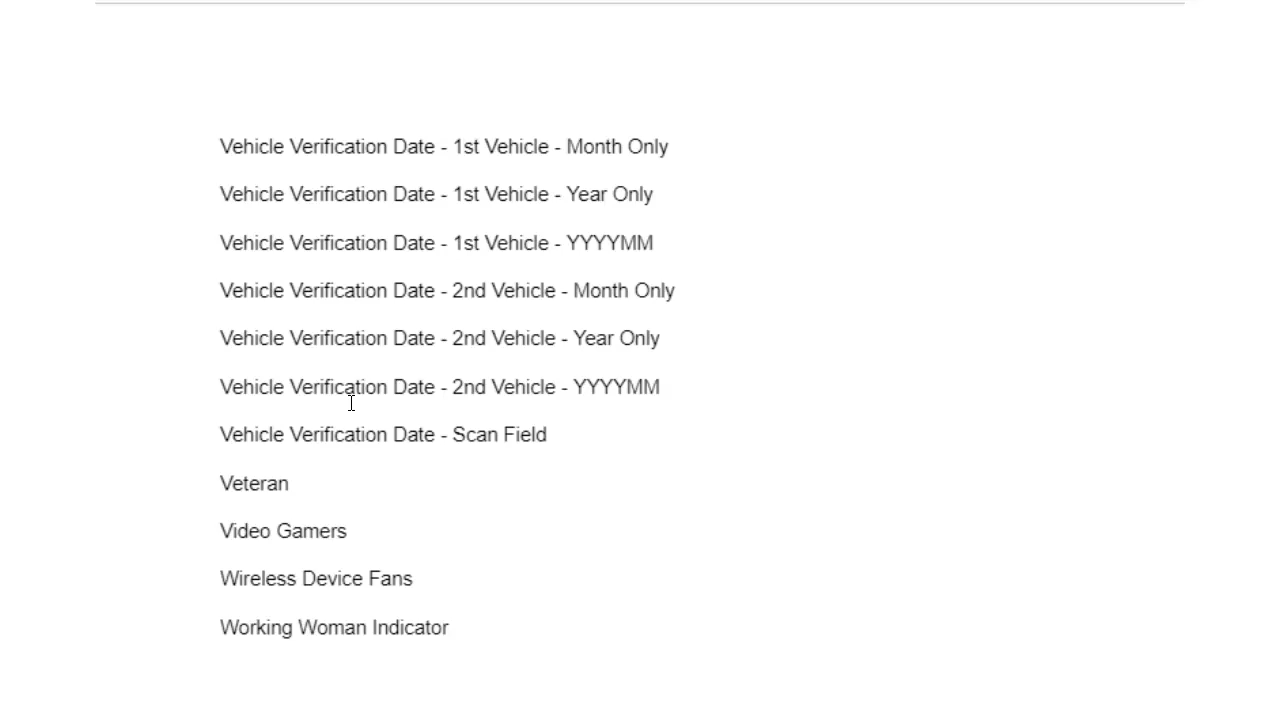 Vehicle Verification Date - 1st Vehicle - Month Only
Vehicle Verification Date - 1st Vehicle - Year Only
Vehicle Verification Date - 1st Vehicle - YYYYMM
Vehicle Verification Date - 2nd Vehicle - Month Only
Vehicle Verification Date - 2nd Vehicle - Year Only
Vehicle Verification Date - 2nd Vehicle - YYYYMM
Vehicle Verification Date - Scan Field
Veteran
Video Gamers
Wireless Device Fans
Working Woman Indicator